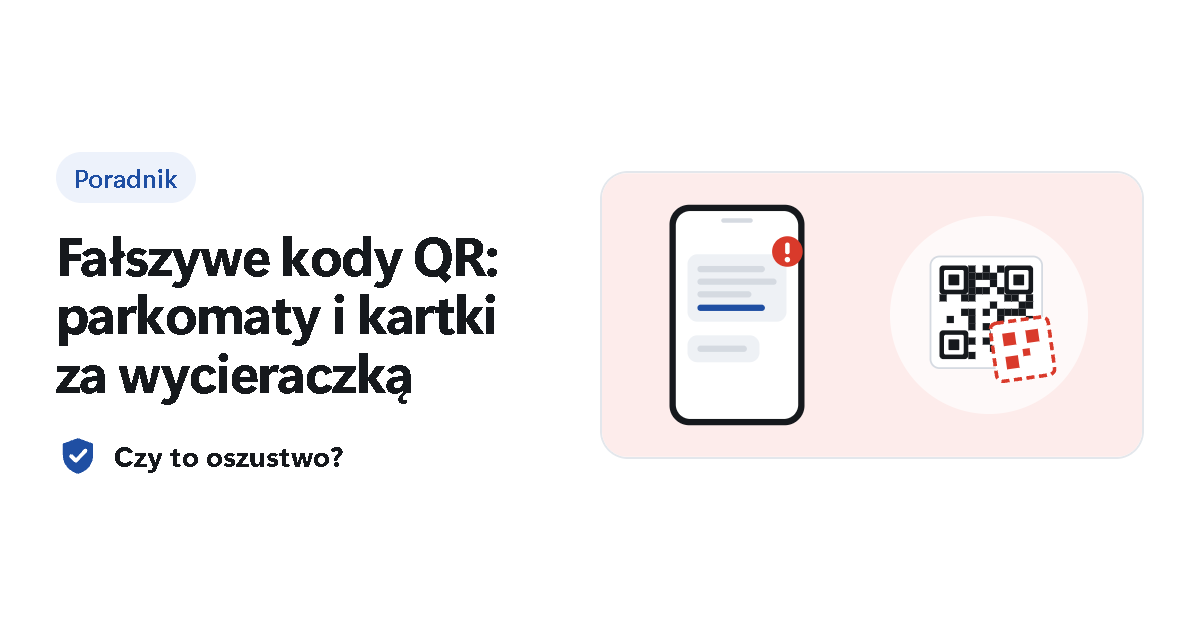 Poradnik
Fałszywe kody QR:
parkomaty i kartki
za wycieraczką
Czy to oszustwo?